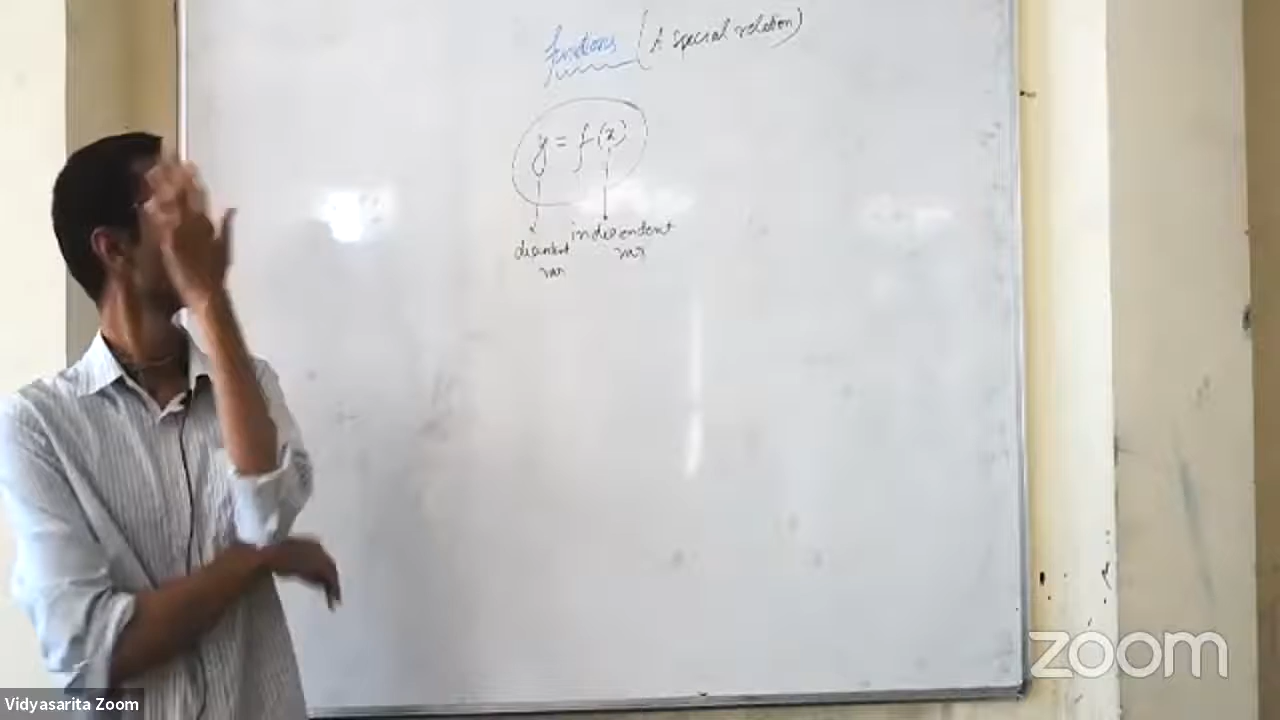 functions (A special relation)
y = f(x)
dependent independent
var var
zoom
Vidyasarita Zoom